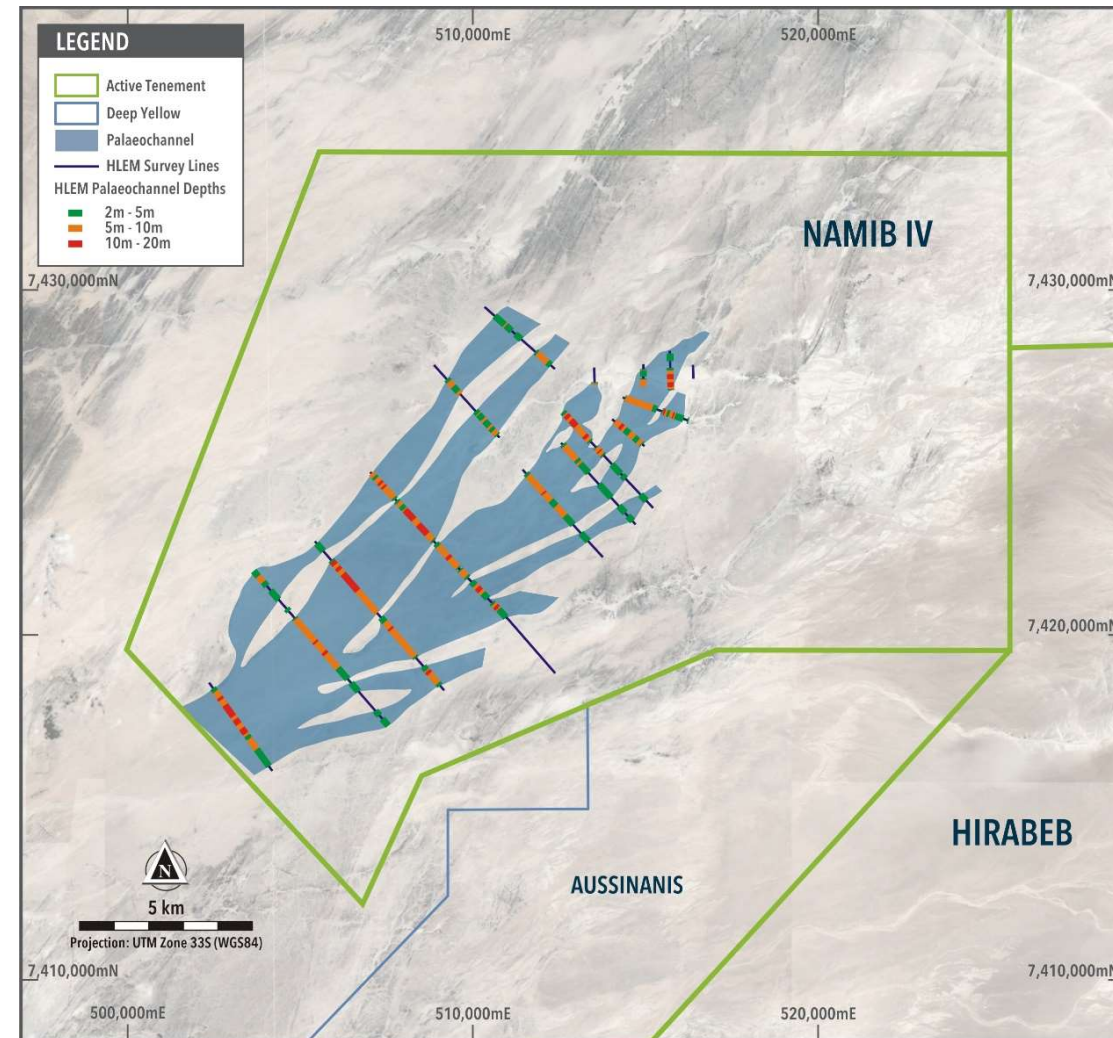 LEGEND
Active Tenement
Deep Yellow
Palaeochannel
HLEM Survey Lines
HLEM Palaeochannel Depths
2m - 5m
5m - 10m
10m - 20m
510,000mE
520,000mE
NAMIB IV
7,430,000mN
7,430,000mN
7,420,000mN
HIRABEB
AUSSINANIS
N
5 km
Projection: UTM Zone 33S (WGS84)
7,410,000mN
7,410,000mN
500,000mE
510,000mE
520,000mE